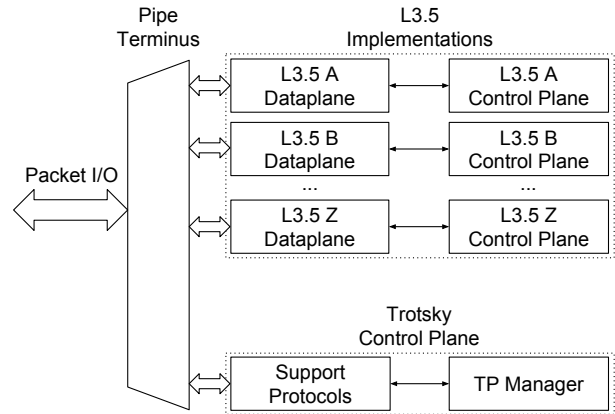 Pipe
Terminus
L3.5
Implementations
Packet I/O
L3.5 A
Dataplane
L3.5 A
Control Plane
L3.5 B
Dataplane
L3.5 B
Control Plane
...
...
L3.5 Z
Dataplane
L3.5 Z
Control Plane
Trotsky
Control Plane
Support
Protocols
TP Manager